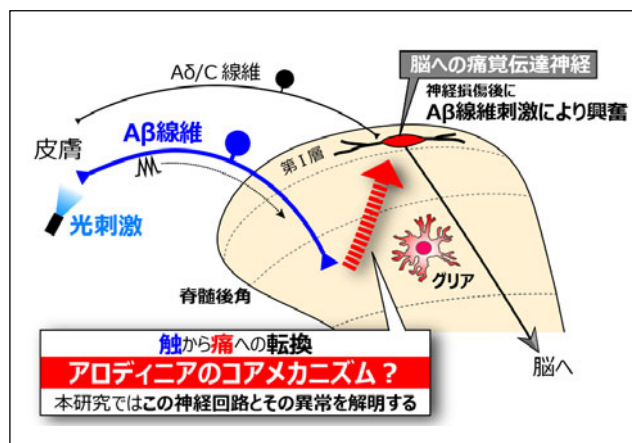 Aδ/C 線維
脳への痛覚伝達神経
神経損傷後に
Aβ線維刺激により興奮
Aβ線維
皮膚
第Ⅰ層
光刺激
グリア
脊髄後角
触から痛への転換
アロディニアのコアメカニズム？
本研究ではこの神経回路とその異常を解明する
脳へ